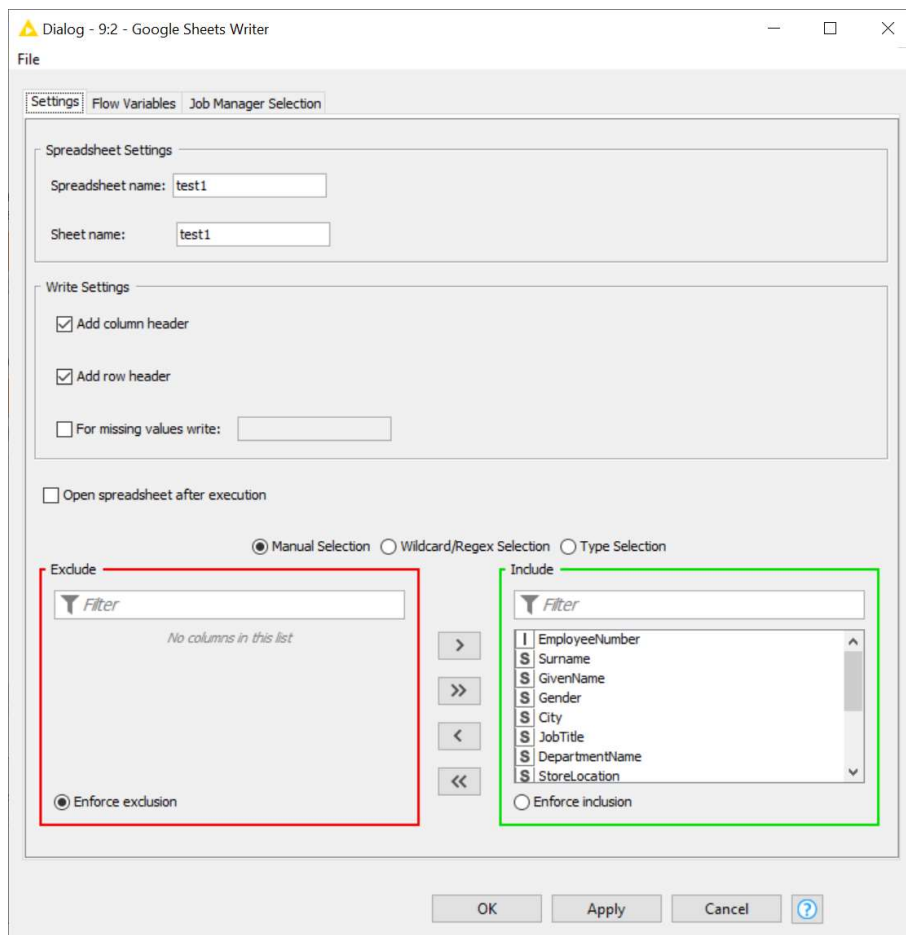 Dialog - 9:2 - Google Sheets Writer
File
Settings Flow Variables Job Manager Selection
Spreadsheet Settings
Spreadsheet name: test1
Sheet name: test1
Write Settings
Add column header
Add row header
For missing values write:
Open spreadsheet after execution
Manual Selection Wildcard/Regex Selection Type Selection
Exclude
Filter
No columns in this list
Enforce exclusion
>
>>
<
<<
Include
Filter
I EmployeeNumber
S Surname
S GivenName
S Gender
S City
S JobTitle
S DepartmentName
S StoreLocation
Enforce inclusion
OK Apply Cancel ?